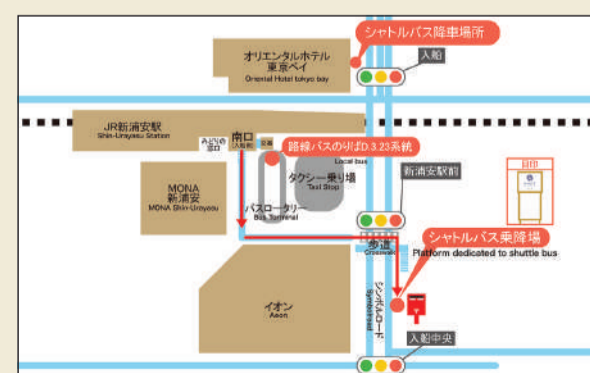 シャトルバス降車場所
オリエンタルホテル
東京ベイ
Oriental Hotel tokyo bay
入船
JR新浦安駅
Shin-Urayasu Station
みどりの
窓口
南口
路線バスのりばD.3.23系統
Local bus
タクシー乗り場
Taxi Stop
新浦安駅前
目印
MONA
新浦安
MONA Shin-Urayasu
バスロータリー
Bus Terminal
シャトルバス乗降場
Platform dedicated to shuttle bus
歩道
Crosswalk
イオン
Aeon
シンボルロード
Symbolroad
入船中央